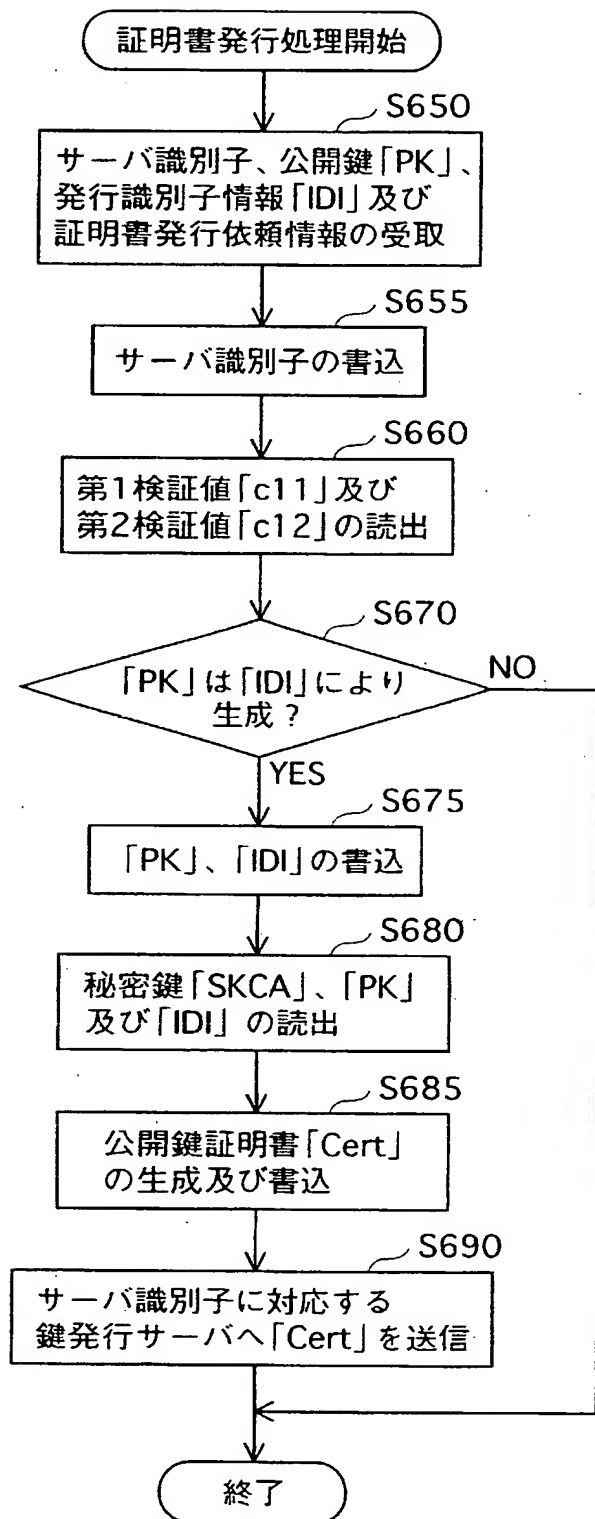 証明書発行処理開始
S650
サーバ識別子、公開鍵「PK」、
発行識別子情報「IDI」及び
証明書発行依頼情報の受取
S655
サーバ識別子の書込
S660
第1検証値「c11」及び
第2検証値「c12」の読出
S670
「PK」は「IDI」により
生成?
NO
YES
S675
「PK」、「IDI」の書込
S680
秘密鍵「SKCA」、「PK」
及び「IDI」の読出
S685
公開鍵証明書「Cert」
の生成及び書込
S690
サーバ識別子に対応する
鍵発行サーバへ「Cert」を送信
終了